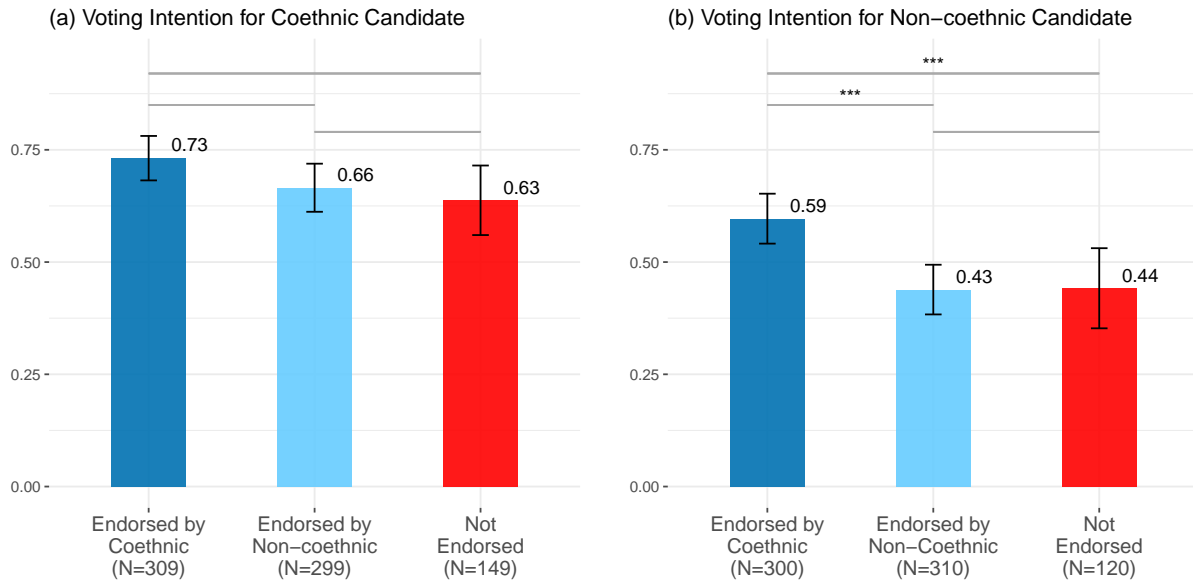 (a) Voting Intention for Coethnic Candidate
0.75
0.50
0.25
0.00
0.73
0.66
0.63
Endorsed by
Coethnic
(N=309)
Endorsed by
Non−coethnic
(N=299)
Not
Endorsed
(N=149)
(b) Voting Intention for Non−coethnic Candidate
***
***
0.75
0.50
0.25
0.00
0.59
0.43
0.44
Endorsed by
Coethnic
(N=300)
Endorsed by
Non−Coethnic
(N=310)
Not
Endorsed
(N=120)